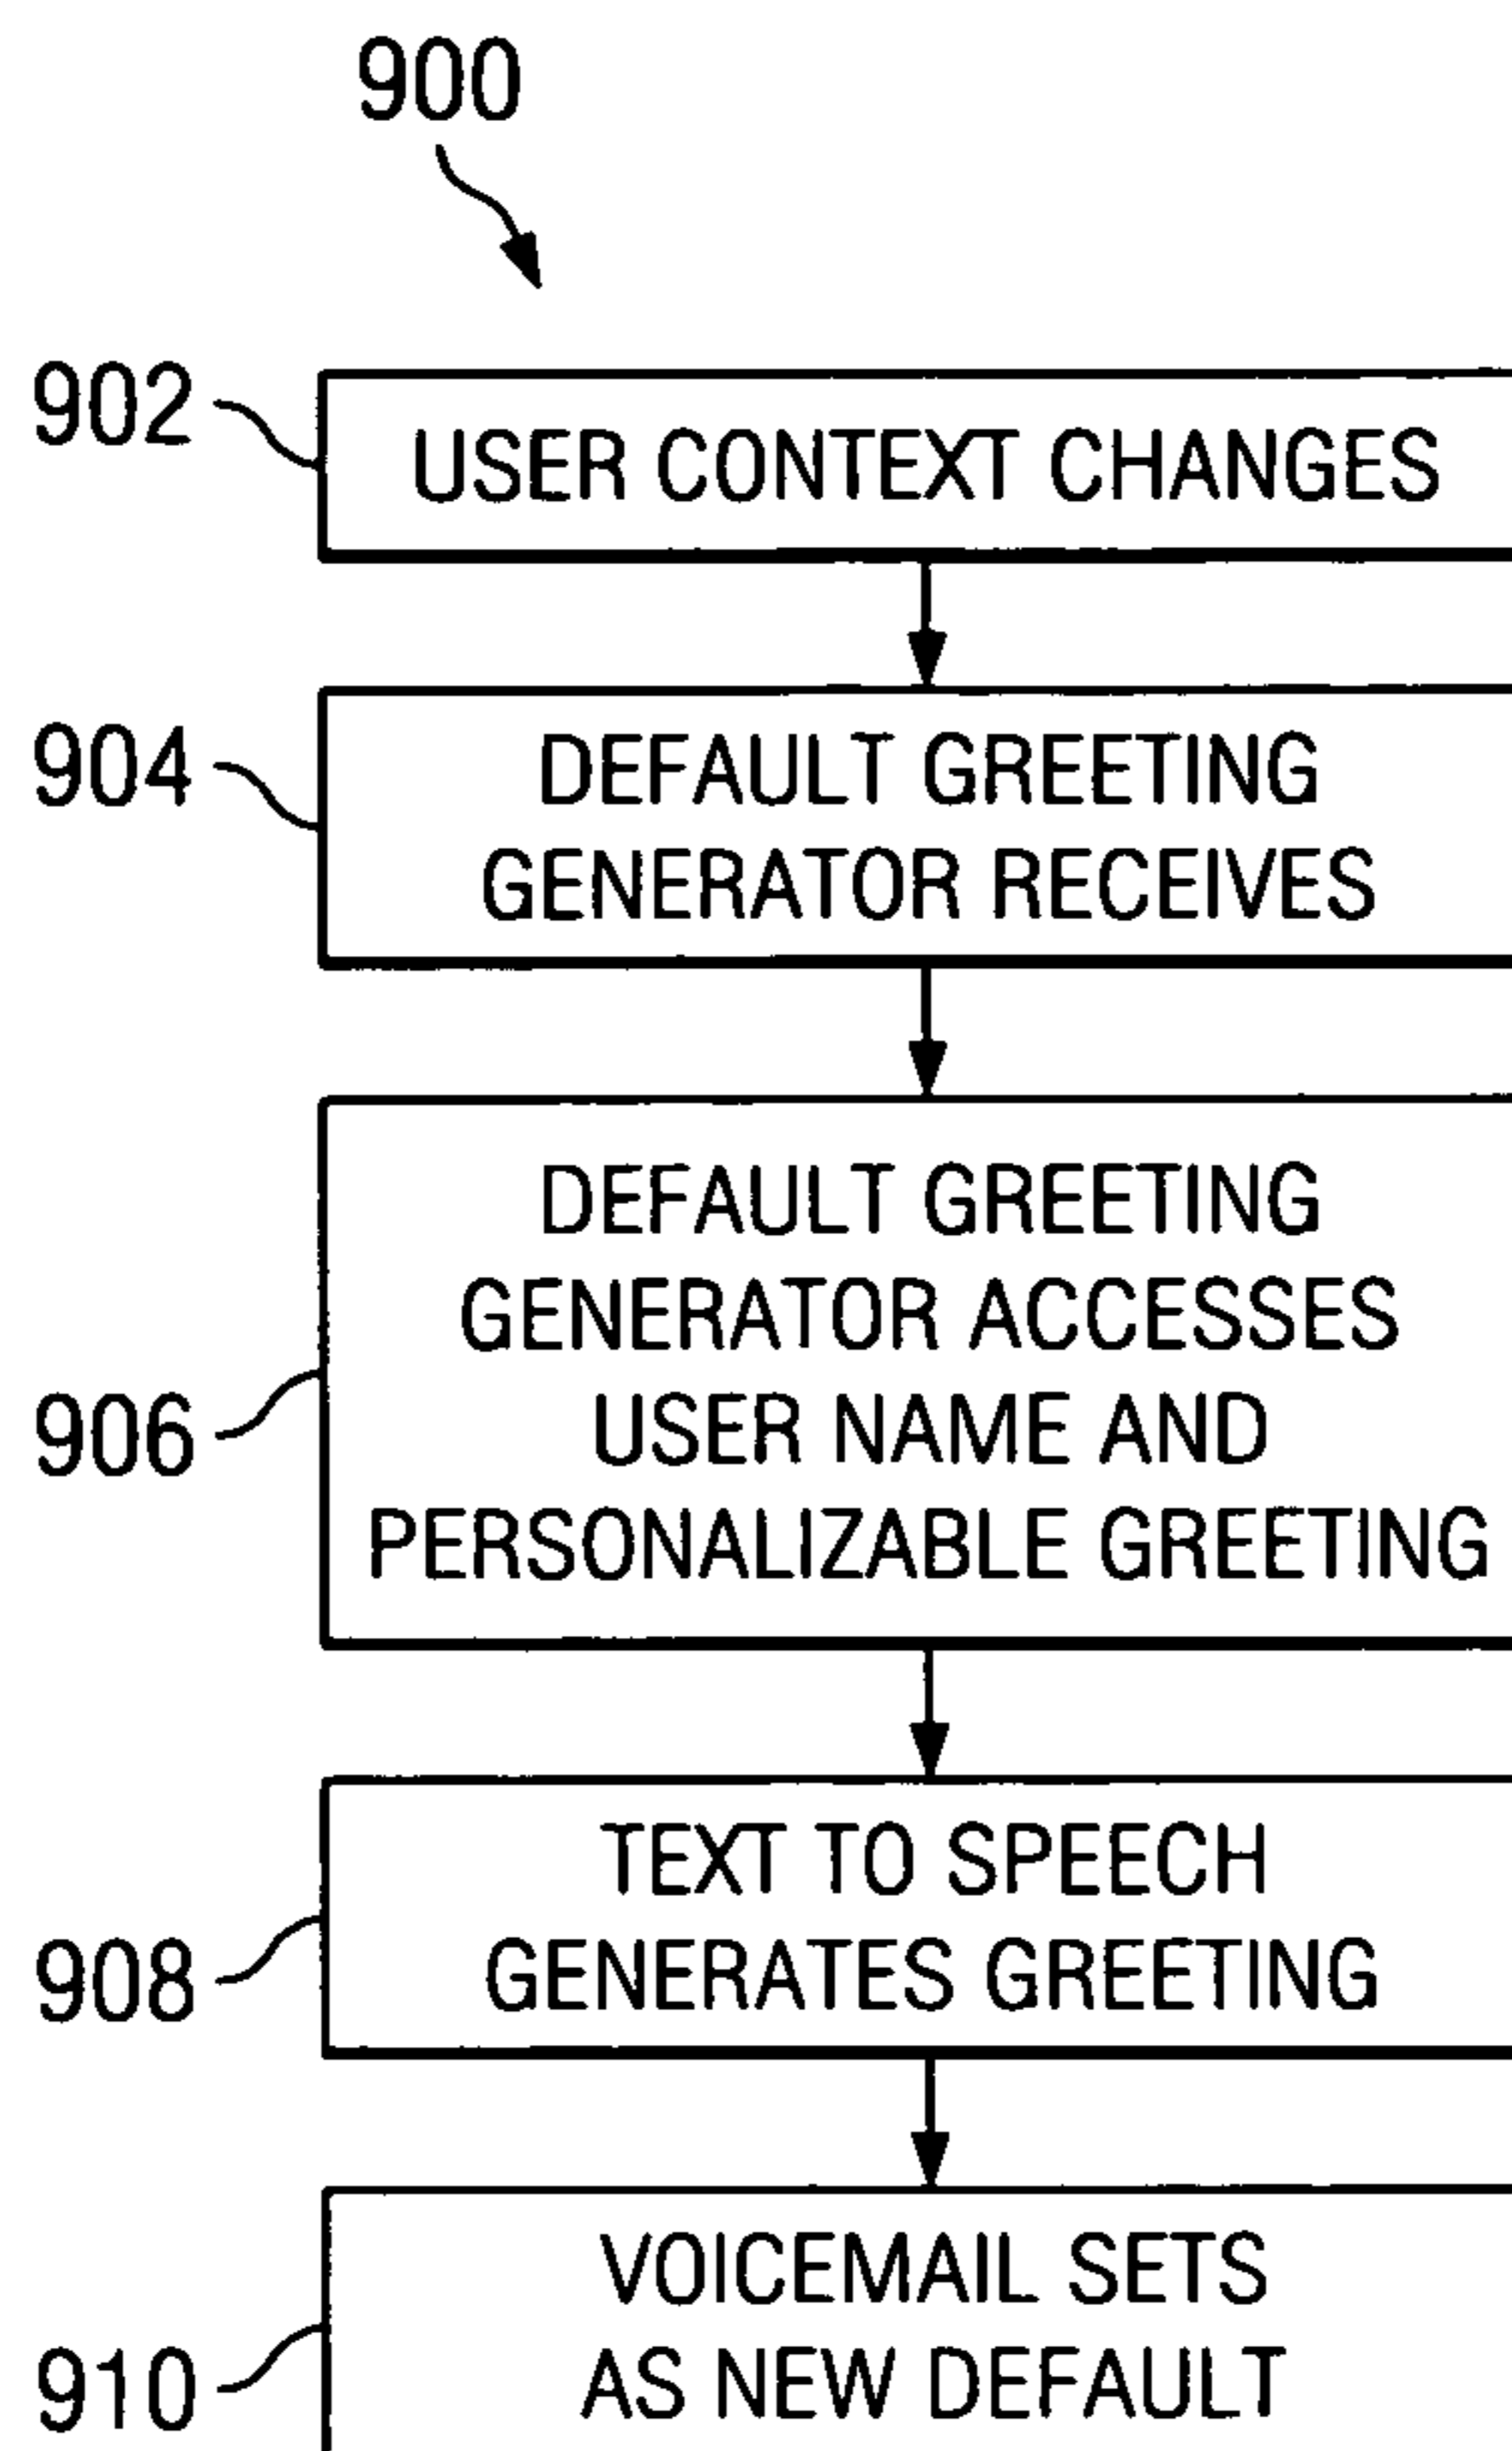 900
902
USER CONTEXT CHANGES
904
DEFAULT GREETING
GENERATOR RECEIVES
906
DEFAULT GREETING
GENERATOR ACCESSES
USER NAME AND
PERSONALIZABLE GREETING
908
TEXT TO SPEECH
GENERATES GREETING
910
VOICEMAIL SETS
AS NEW DEFAULT